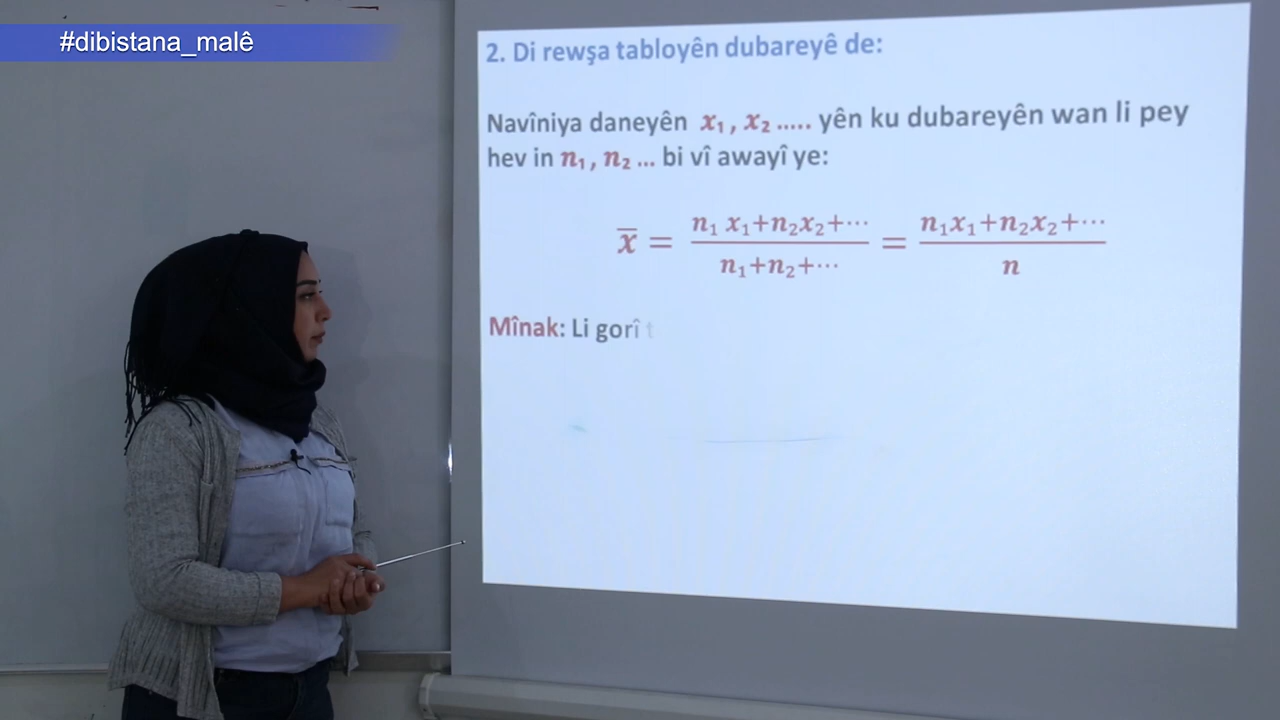 #dibistana_malê
2. Di rewşa tabloyên dubareyê de:
Navîniya daneyên x₁ , x₂ ..... yên ku dubareyên wan li pey
hev in n₁ , n₂ ... bi vî awayî ye:
x̅ = (n₁ x₁+n₂x₂+⋯)/(n₁+n₂+⋯) = (n₁x₁+n₂x₂+⋯)/n
Mînak: Li gorî